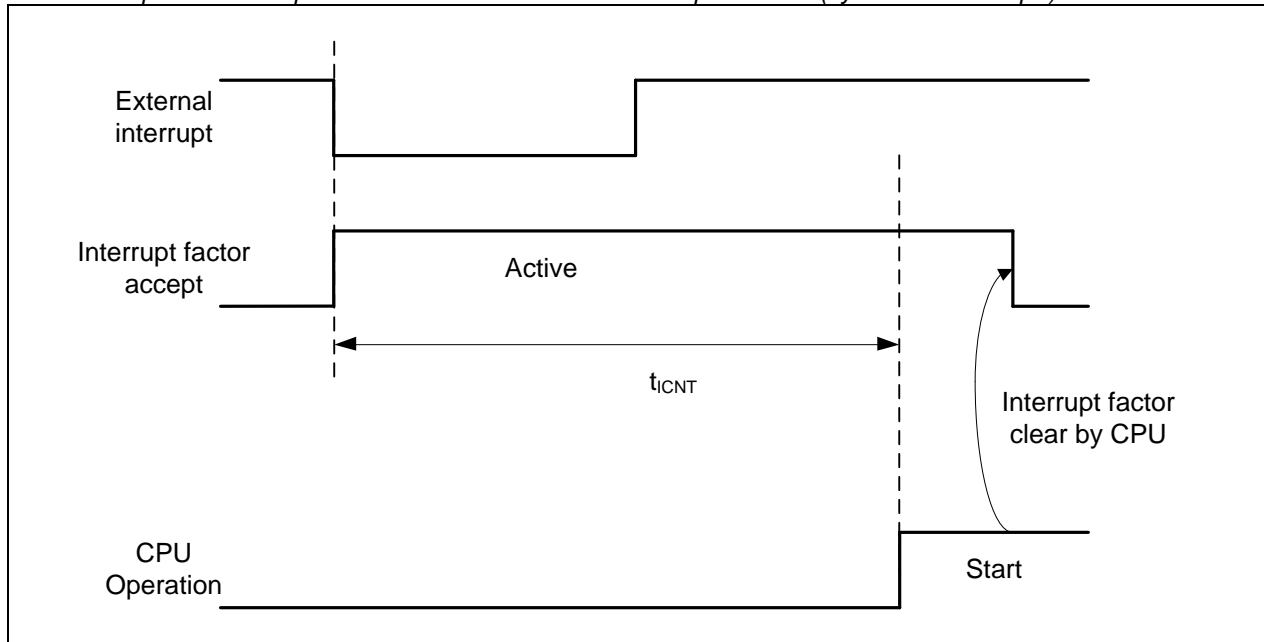 External
interrupt
Interrupt factor
accept
Active
tICNT
Interrupt factor
clear by CPU
CPU
Operation
Start